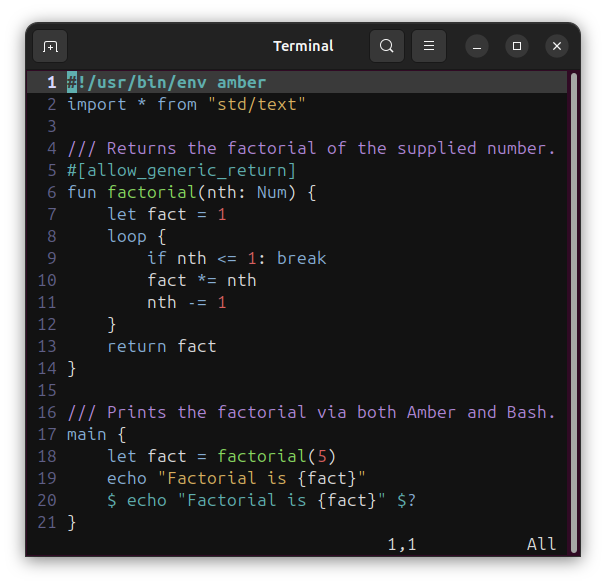 Terminal
1 #!/usr/bin/env amber
2 import * from "std/text"
3
4 /// Returns the factorial of the supplied number.
5 #[allow_generic_return]
6 fun factorial(nth: Num) {
7     let fact = 1
8     loop {
9         if nth <= 1: break
10         fact *= nth
11         nth -= 1
12     }
13     return fact
14 }
15
16 /// Prints the factorial via both Amber and Bash.
17 main {
18     let fact = factorial(5)
19     echo "Factorial is {fact}"
20     $ echo "Factorial is {fact}" $?
21 }
1,1 All